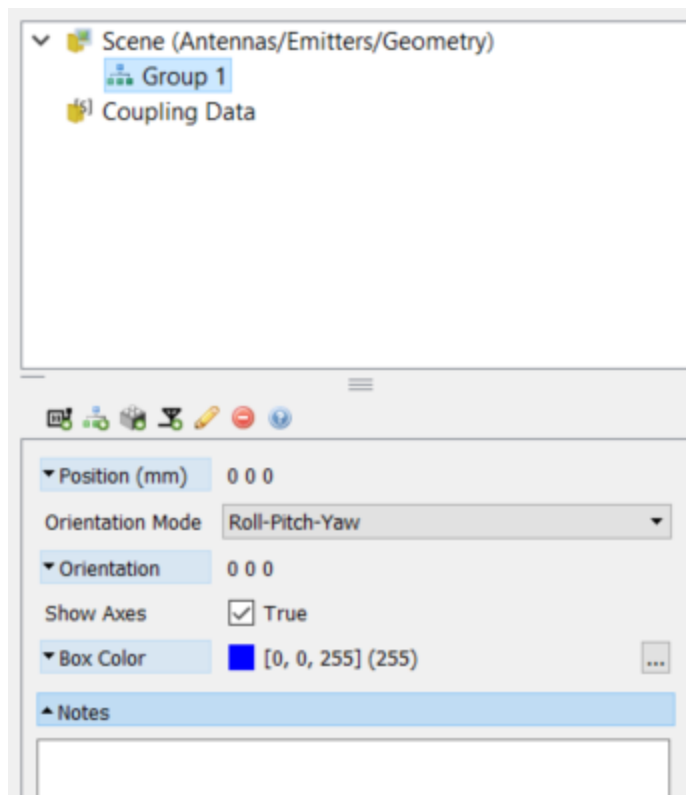 Scene (Antennas/Emitters/Geometry)
Group 1
Coupling Data
Position (mm) 0 0 0
Orientation Mode Roll-Pitch-Yaw
Orientation 0 0 0
Show Axes True
Box Color [0, 0, 255] (255)
...
Notes